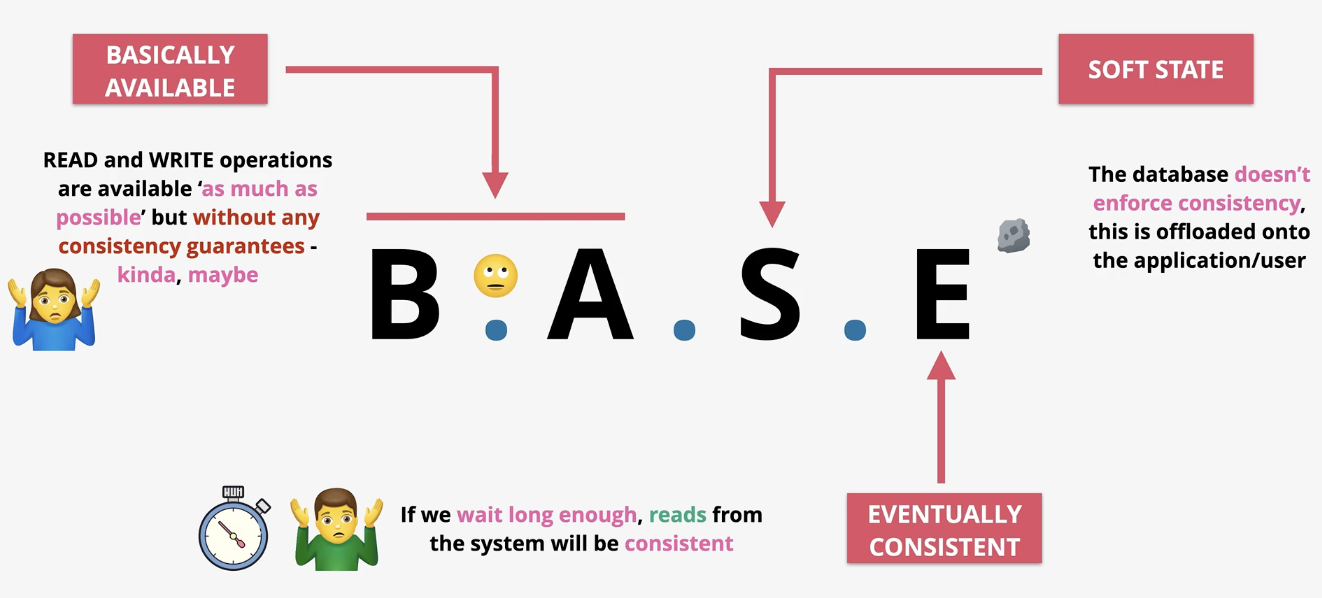 BASICALLY
AVAILABLE
READ and WRITE operations
are available ‘as much as
possible’ but without any
consistency guarantees -
kinda, maybe
SOFT STATE
The database doesn’t
enforce consistency,
this is offloaded onto
the application/user
B.A.S.E
If we wait long enough, reads from
the system will be consistent
EVENTUALLY
CONSISTENT